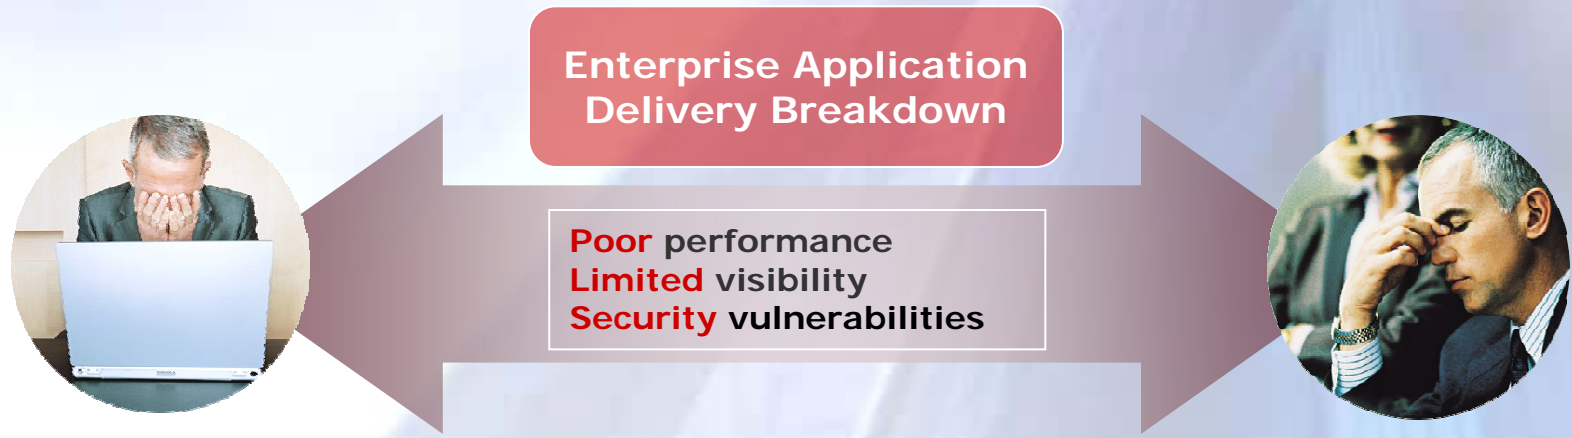 Enterprise Application
Delivery Breakdown
Poor performance
Limited visibility
Security vulnerabilities